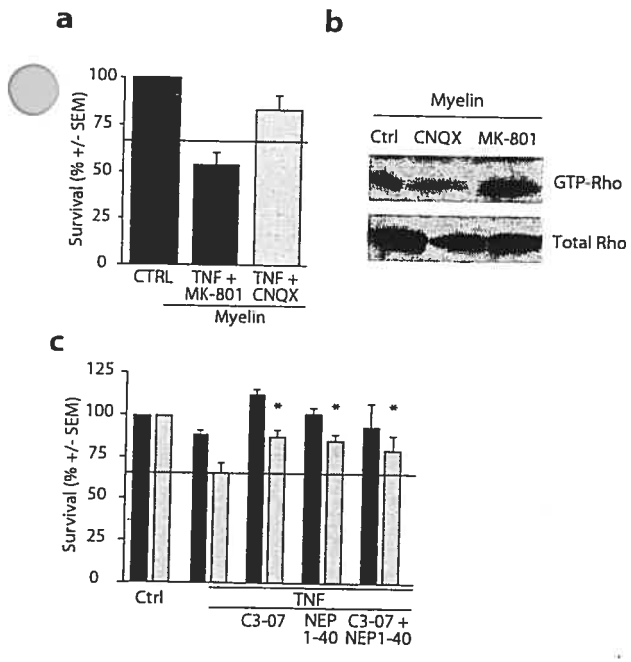 a
Survival (% +/- SEM)
100
75
50
25
0
CTRL
TNF +
MK-801
TNF +
CNQX
Myelin
b
Myelin
Ctrl CNQX MK-801
GTP-Rho
Total Rho
c
Survival (% +/- SEM)
125
100
75
50
25
0
* * *
Ctrl
TNF
C3-07
NEP
1-40
C3-07 +
NEP1-40